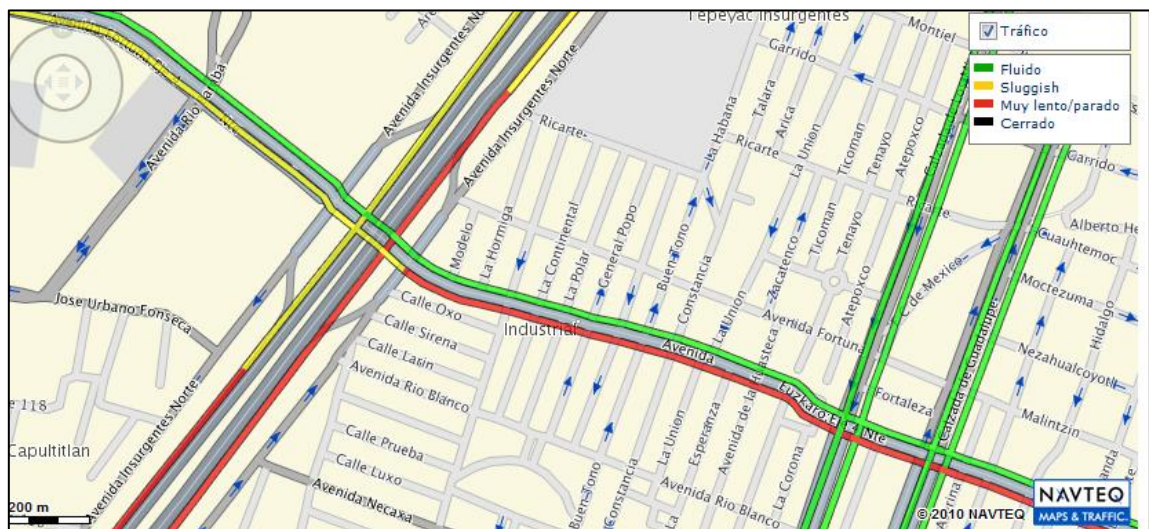 Tepeyac Insurgentes
Tráfico
Fluido
Sluggish
Muy lento/parado
Cerrado
Montiel
Garrido
Garrido
Avenida Insurgentes Norte
Avenida Insurgentes Norte
Ricarte
Ricarte
Ricarte
La Habana
Talara
Arica
La Union
Ticoman
Tenayo
Atepoxco
Modelo
La Hormiga
La Continental
La Polar
General Popo
Buen Tono
Constancia
La Union
Zacatenco
Ticoman
Tenayo
Atepoxco
C de Mexico
Alberto He
Cuauhtemoc
Moctezuma
Hidalgo
Nezahualcoyotl
Malintzin
Avenida Fortuna
Fortaleza
Calzada de Guadalupe
Jose Urbano Fonseca
Avenida Insurgentes Norte
e 118
Capultitlan
Calle Oxo
Calle Sirena
Calle Larin
Avenida Rio Blanco
Calle Prueba
Calle Luxo
Avenida Necaxa
Industrial
Avenida
Euzkaro
Buen Tono
Constancia
La Union
Esperanza
Avenida de la
La Corona
Avenida Rio Blanco
200 m
NAVTEQ
MAPS & TRAFFIC
© 2010 NAVTEQ